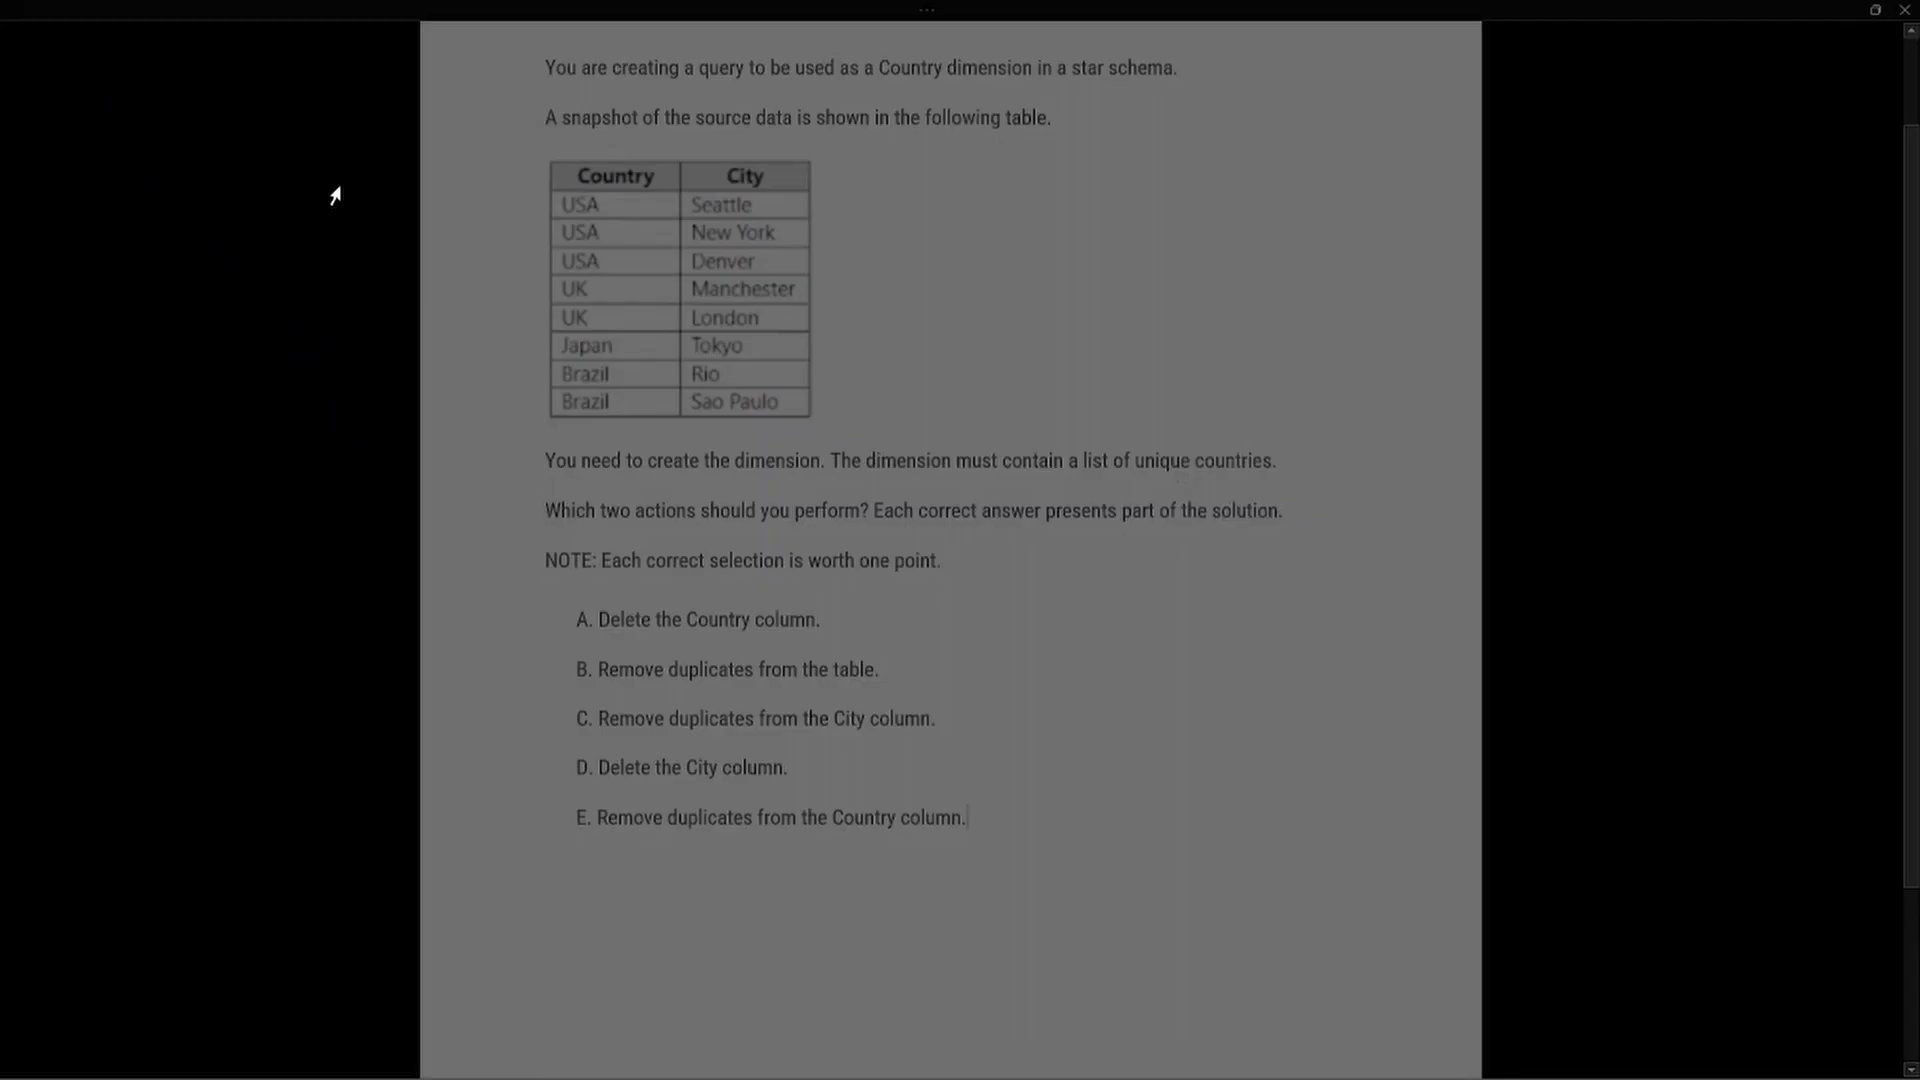 You are creating a query to be used as a Country dimension in a star schema.
A snapshot of the source data is shown in the following table.
Country City
USA Seattle
USA New York
USA Denver
UK Manchester
UK London
Japan Tokyo
Brazil Rio
Brazil Sao Paulo
You need to create the dimension. The dimension must contain a list of unique countries.
Which two actions should you perform? Each correct answer presents part of the solution.
NOTE: Each correct selection is worth one point.
A. Delete the Country column.
B. Remove duplicates from the table.
C. Remove duplicates from the City column.
D. Delete the City column.
E. Remove duplicates from the Country column.